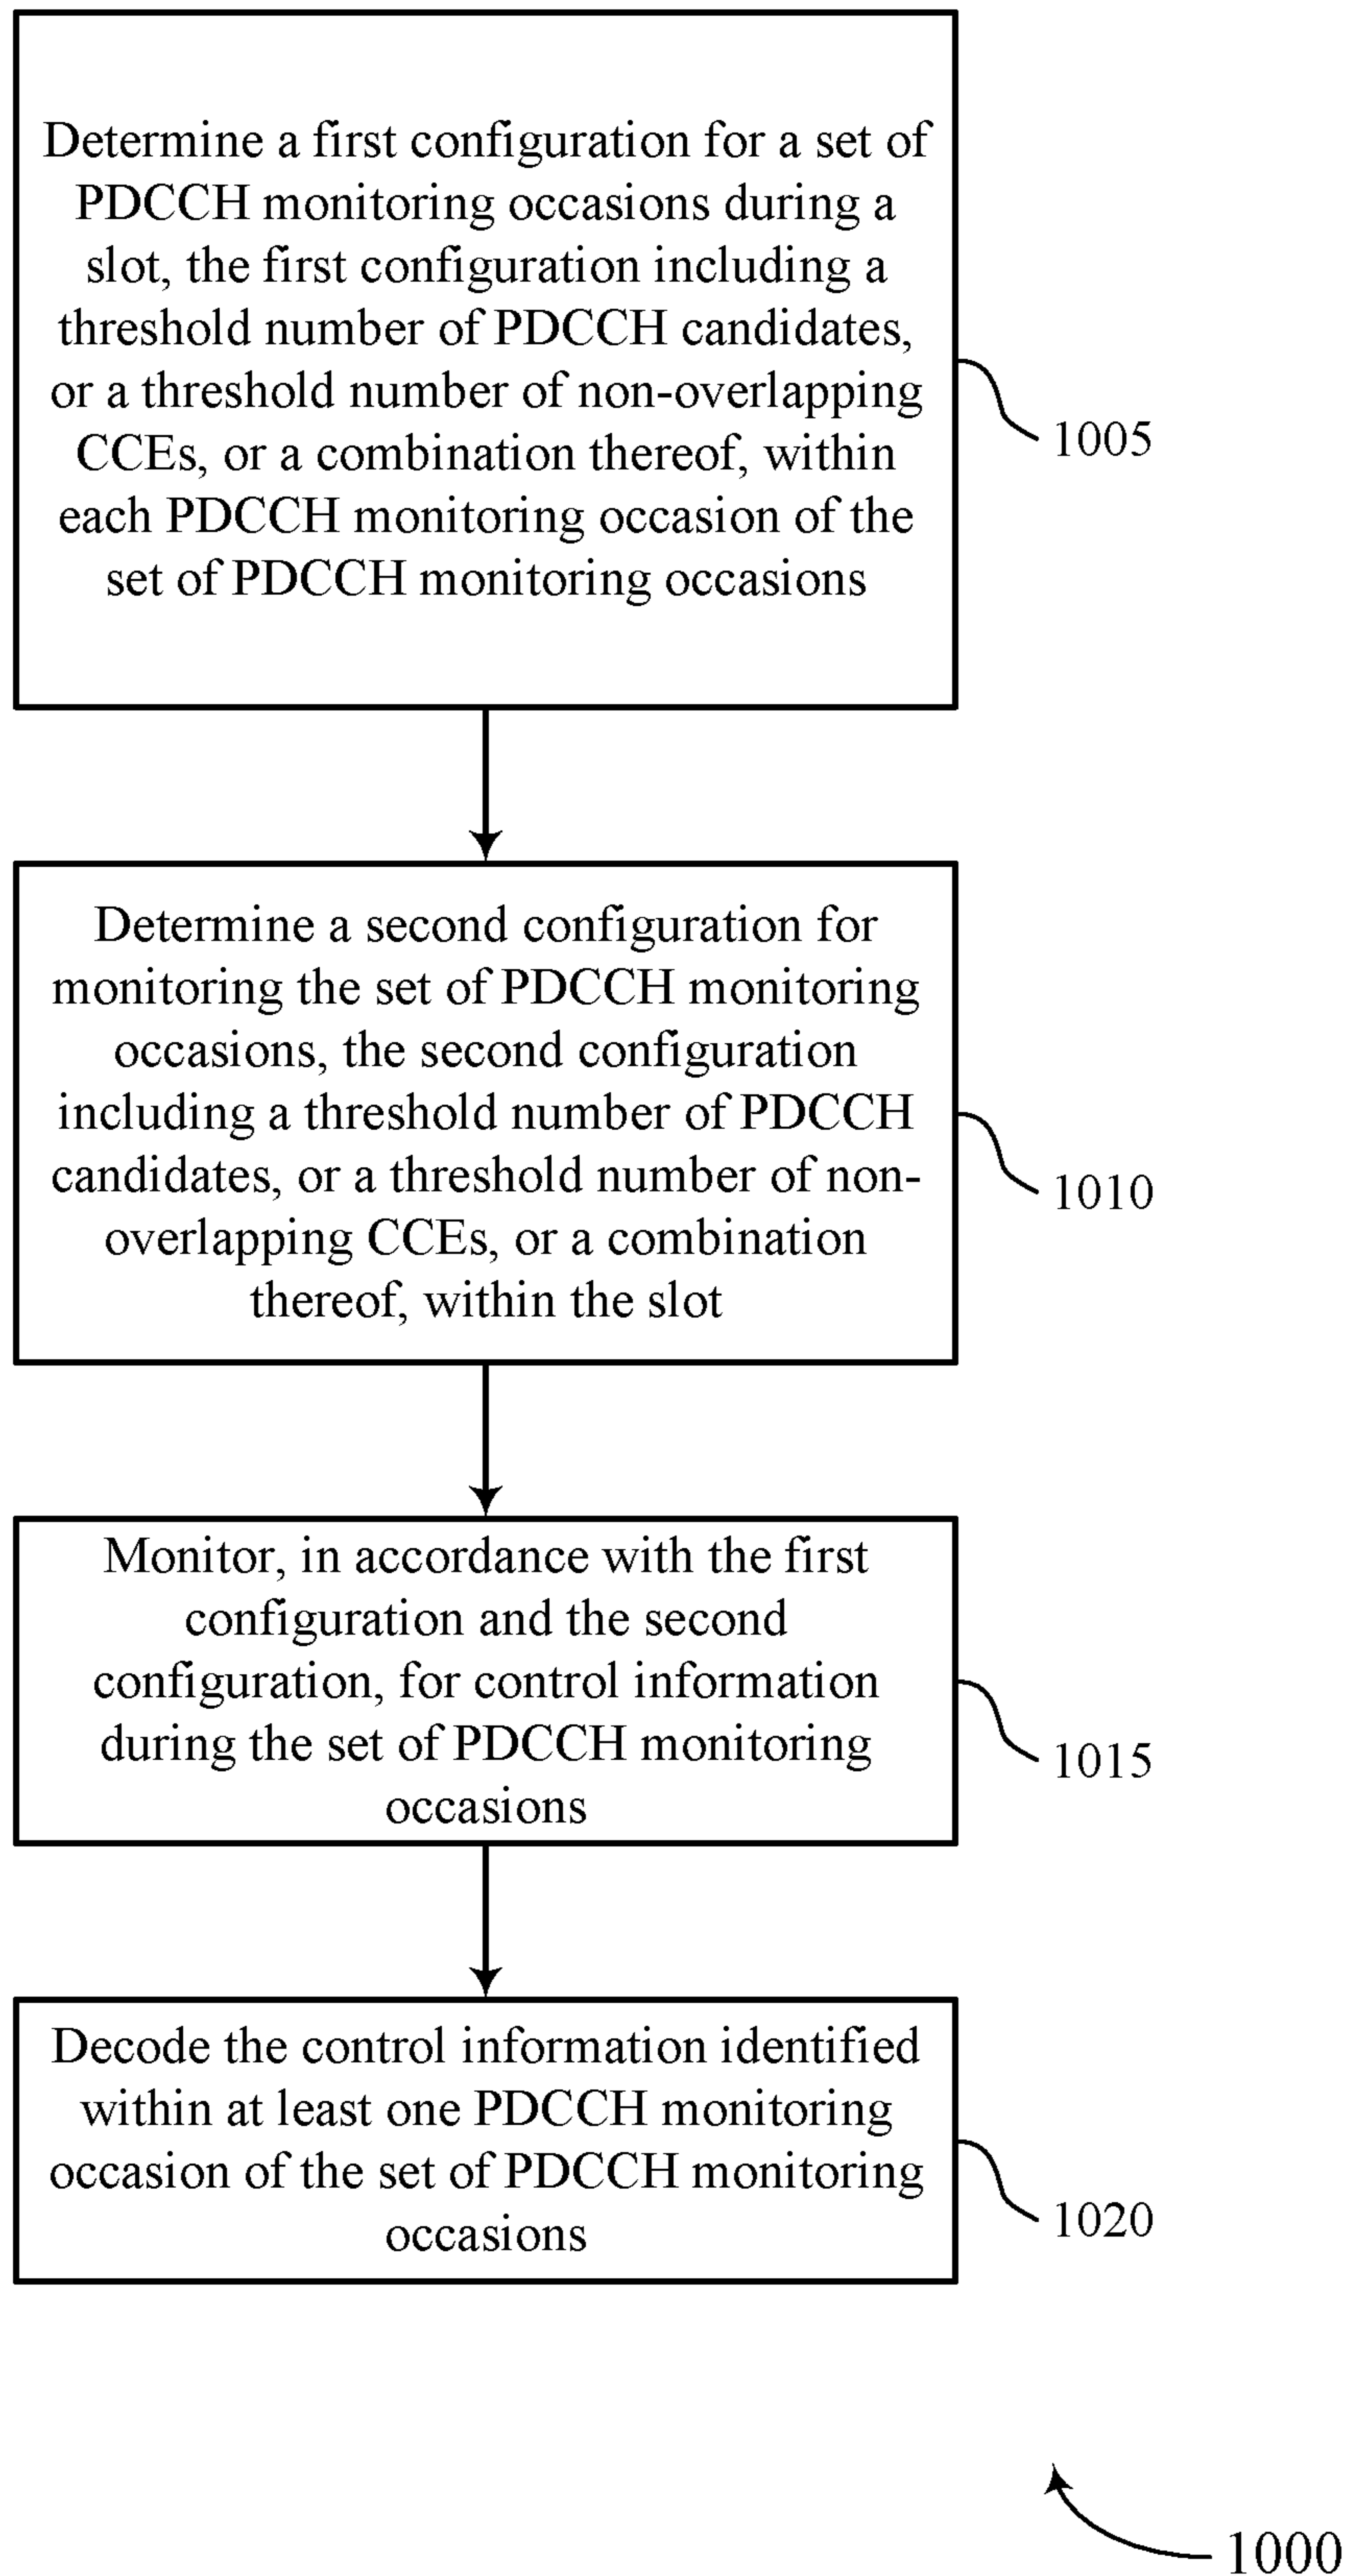 Determine a first configuration for a set of
PDCCH monitoring occasions during a
slot, the first configuration including a
threshold number of PDCCH candidates,
or a threshold number of non-overlapping
CCEs, or a combination thereof, within
each PDCCH monitoring occasion of the
set of PDCCH monitoring occasions
1005
Determine a second configuration for
monitoring the set of PDCCH monitoring
occasions, the second configuration
including a threshold number of PDCCH
candidates, or a threshold number of non-
overlapping CCEs, or a combination
thereof, within the slot
1010
Monitor, in accordance with the first
configuration and the second
configuration, for control information
during the set of PDCCH monitoring
occasions
1015
Decode the control information identified
within at least one PDCCH monitoring
occasion of the set of PDCCH monitoring
occasions
1020
1000